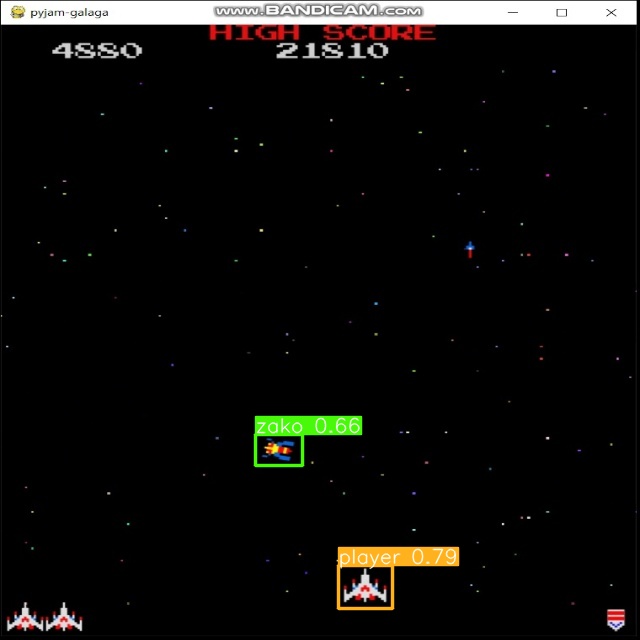 pyjam-galaga
www.BANDICAM.com
HIGH SCORE
4880 21810
zako 0.66
player 0.79